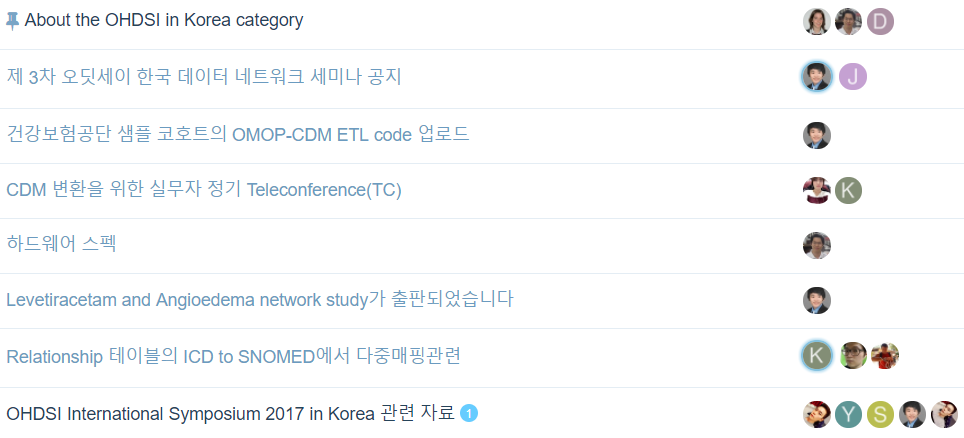 About the OHDSI in Korea category D
제 3차 오딧세이 한국 데이터 네트워크 세미나 공지 J
건강보험공단 샘플 코호트의 OMOP-CDM ETL code 업로드
CDM 변환을 위한 실무자 정기 Teleconference(TC) K
하드웨어 스펙
Levetiracetam and Angioedema network study가 출판되었습니다
Relationship 테이블의 ICD to SNOMED에서 다중매핑관련 K
OHDSI International Symposium 2017 in Korea 관련 자료 1 Y S